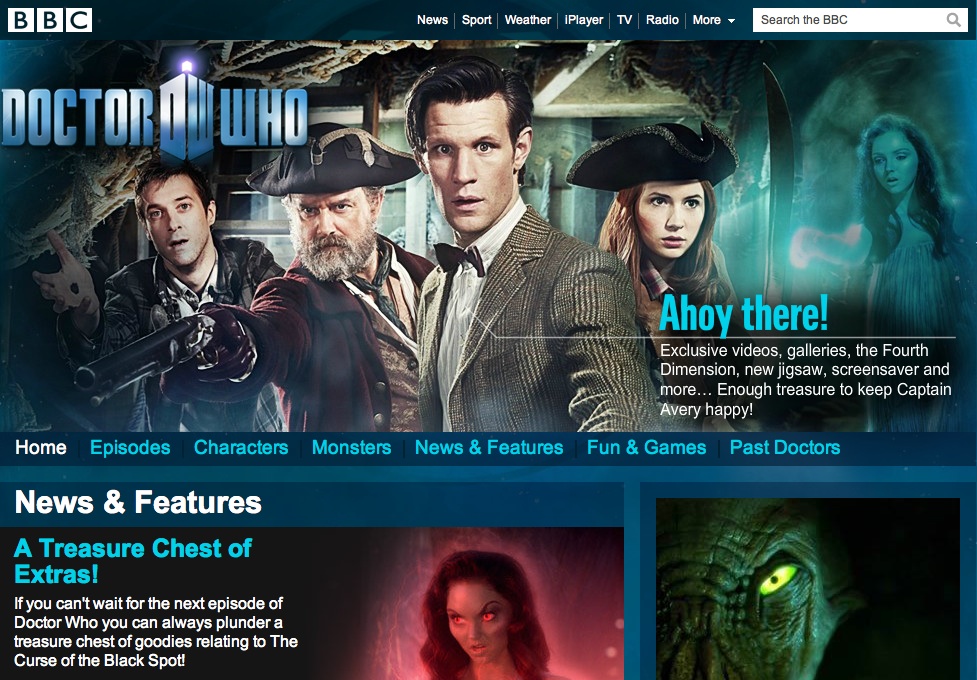 BBC
News Sport Weather iPlayer TV Radio More Search the BBC
DOCTOR DW WHO
Ahoy there!
Exclusive videos, galleries, the Fourth
Dimension, new jigsaw, screensaver and
more… Enough treasure to keep Captain
Avery happy!
Home Episodes Characters Monsters News & Features Fun & Games Past Doctors
News & Features
A Treasure Chest of
Extras!
If you can't wait for the next episode of
Doctor Who you can always plunder a
treasure chest of goodies relating to The
Curse of the Black Spot!